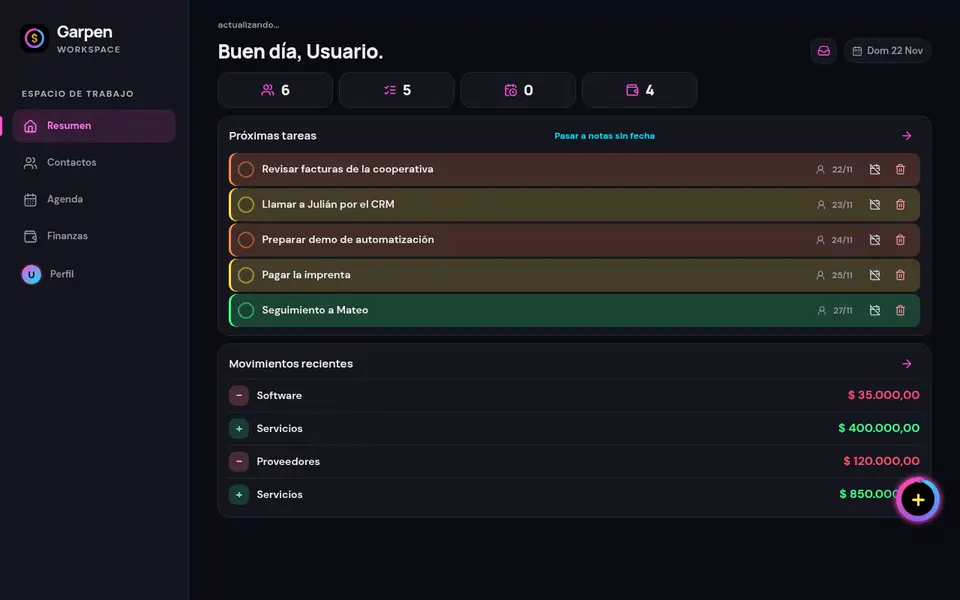 Garpen
WORKSPACE
ESPACIO DE TRABAJO
Resumen
Contactos
Agenda
Finanzas
U Perfil
actualizando...
Buen día, Usuario.
Dom 22 Nov
6 5 0 4
Próximas tareas Pasar a notas sin fecha
Revisar facturas de la cooperativa 22/11
Llamar a Julián por el CRM 23/11
Preparar demo de automatización 24/11
Pagar la imprenta 25/11
Seguimiento a Mateo 27/11
Movimientos recientes
− Software $ 35.000,00
+ Servicios $ 400.000,00
− Proveedores $ 120.000,00
+ Servicios $ 850.000
+